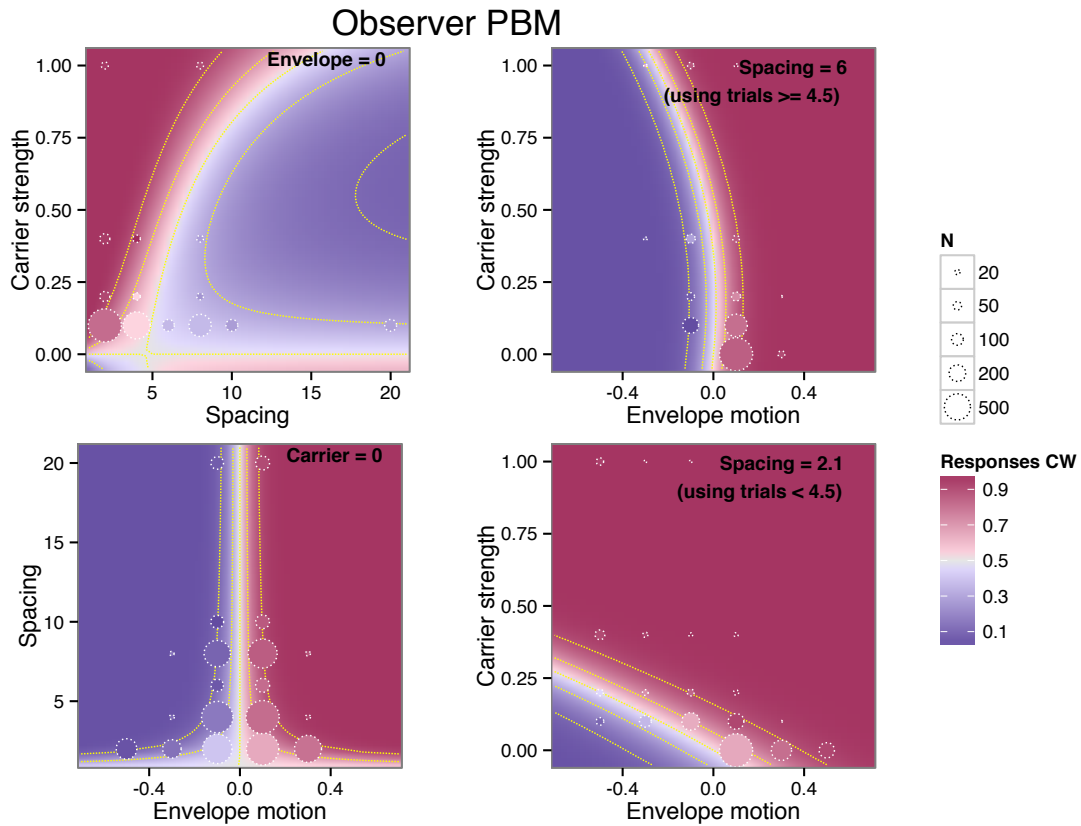 Observer PBM
Envelope = 0
Carrier strength
1.00
0.75
0.50
0.25
0.00
5
10
15
20
Spacing
Spacing = 6
(using trials >= 4.5)
Carrier strength
1.00
0.75
0.50
0.25
0.00
-0.4
0.0
0.4
Envelope motion
Carrier = 0
Spacing
20
15
10
5
-0.4
0.0
0.4
Envelope motion
Spacing = 2.1
(using trials < 4.5)
Carrier strength
1.00
0.75
0.50
0.25
0.00
-0.4
0.0
0.4
Envelope motion
N
20
50
100
200
500
Responses CW
0.9
0.7
0.5
0.3
0.1